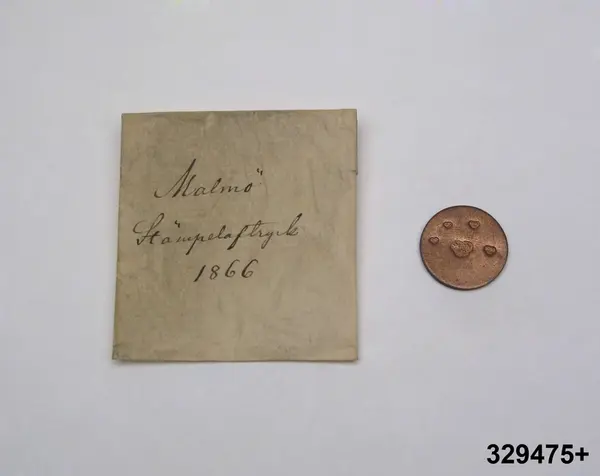 Malmö
Stämpelaftryck
1866
329475+